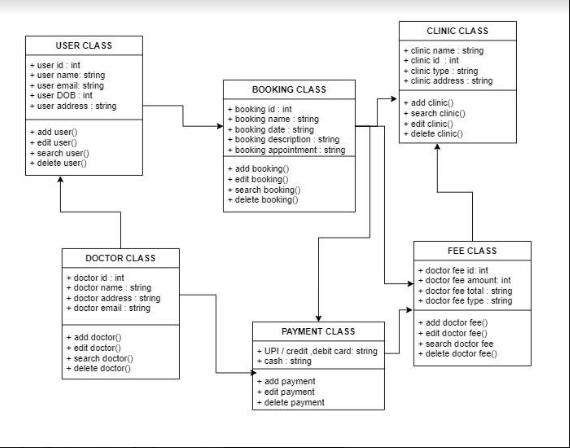 USER CLASS
+ user id : int
+ user name: string
+ user email: string
+ user DOB : int
+ user address : string
+ add user()
+ edit user()
+ search user()
+ delete user()
BOOKING CLASS
+ booking id : int
+ booking name : string
+ booking date : string
+ booking description : string
+ booking appointment : string
+ add booking()
+ edit booking()
+ search booking()
+ delete booking()
CLINIC CLASS
+ clinic name : string
+ clinic id : int
+ clinic type : string
+ clinic address : string
+ add clinic()
+ search clinic()
+ edit clinic()
+ delete clinic()
DOCTOR CLASS
+ doctor id : int
+ doctor name : string
+ doctor address : string
+ doctor email : string
+ add doctor()
+ edit doctor()
+ search doctor()
+ delete doctor()
PAYMENT CLASS
+ UPI / credit ,debit card: string
+ cash : string
+ add payment
+ edit payment
+ delete payment
FEE CLASS
+ doctor fee id: int
+ doctor fee amount: int
+ doctor fee total : string
+ doctor fee type : string
+ add doctor fee()
+ edit doctor fee()
+ search doctor fee
+ delete doctor fee()